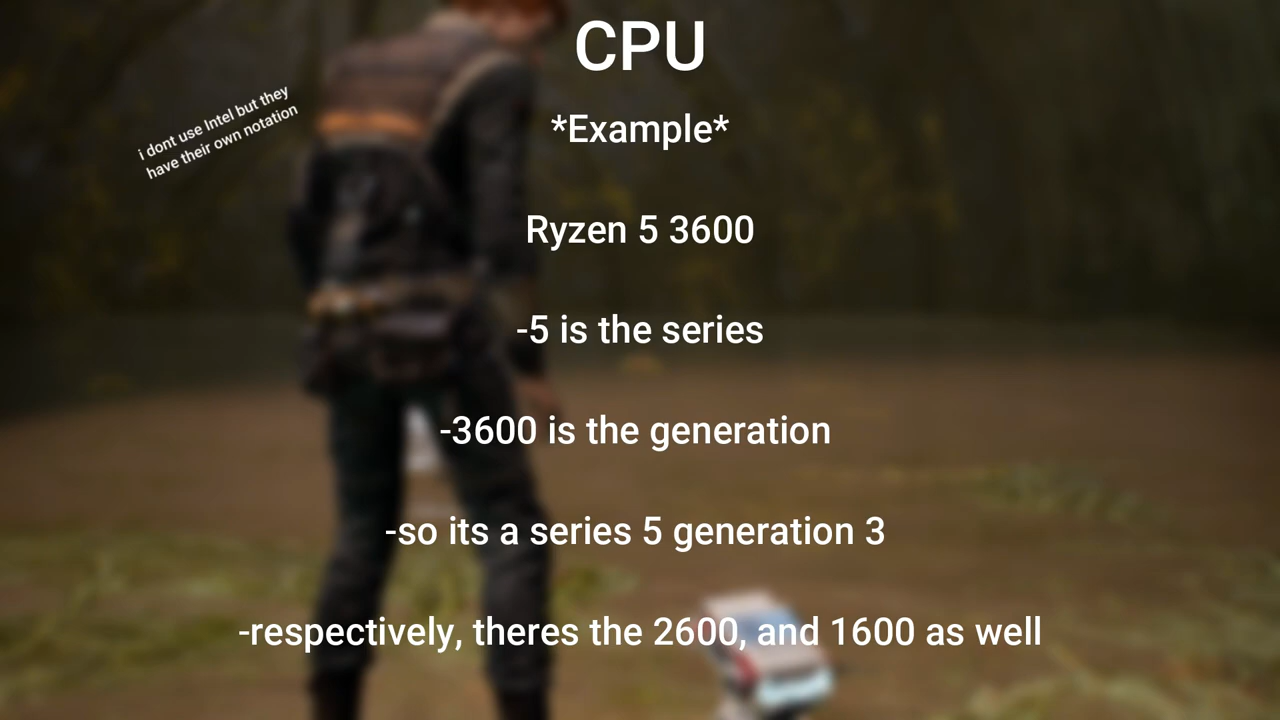 CPU
i dont use Intel but they
have their own notation
*Example*
Ryzen 5 3600
-5 is the series
-3600 is the generation
-so its a series 5 generation 3
-respectively, theres the 2600, and 1600 as well